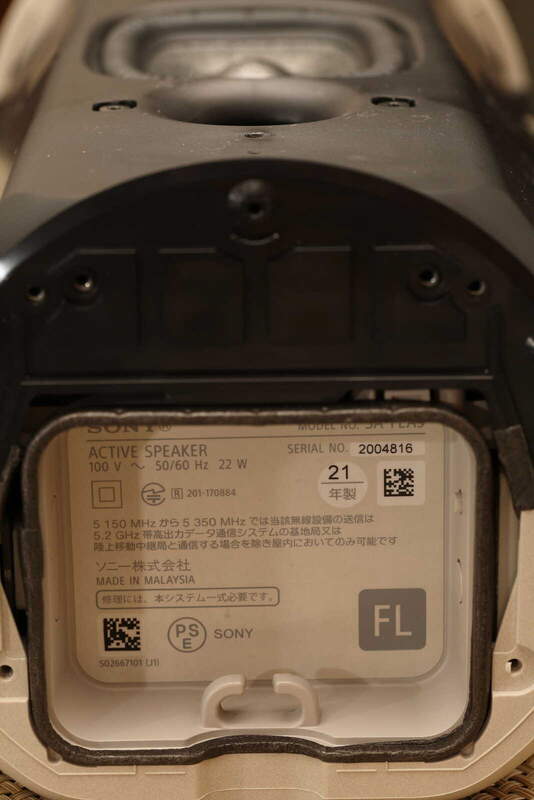 SONY®
MODEL NO. SA-FLA9
ACTIVE SPEAKER
SERIAL NO. 2004816
100 V ～ 50/60 Hz 22 W
21
年製
R 201-170884
5 150 MHz から 5 350 MHz では当該無線設備の送信は
5.2 GHz 帯高出力データ通信システムの基地局又は
陸上移動中継局と通信する場合を除き屋内においてのみ可能です
ソニー株式会社
MADE IN MALAYSIA
修理には、本システム一式必要です。
PS
E
SONY
FL
502667101 (J1)